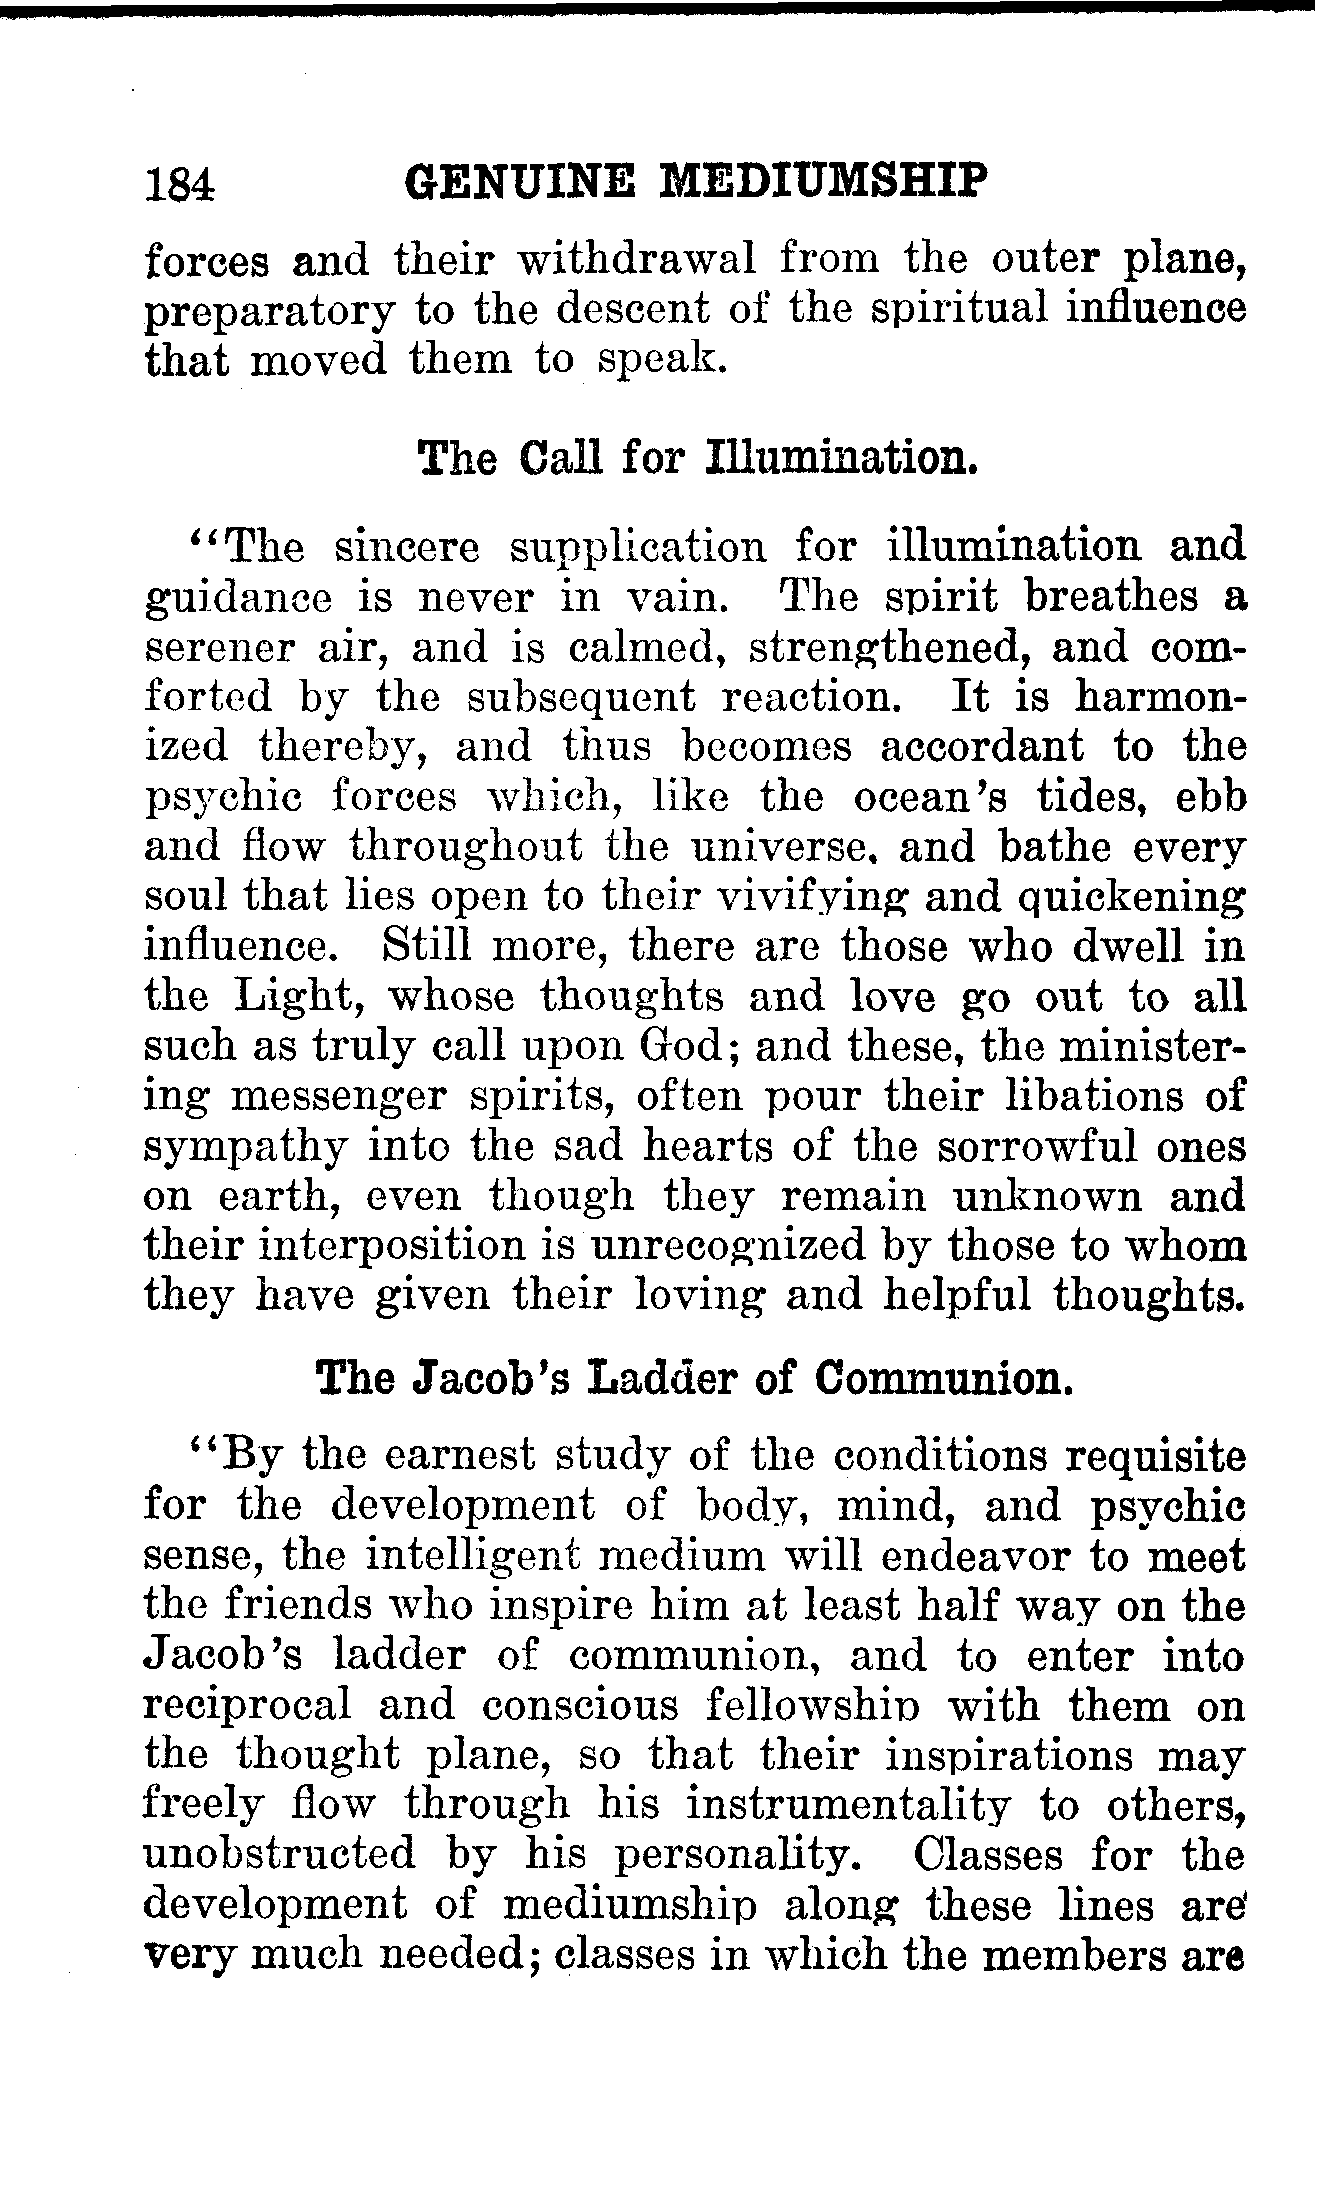 184 GENUINE MEDIUMSHIP
forces and their withdrawal from the outer plane,
preparatory to the descent of the spiritual influence
that moved them to speak.
The Call for Illumination.
"The sincere supplication for illumination and
guidance is never in vain. The spirit breathes a
serener air, and is calmed, strengthened, and com-
forted by the subsequent reaction. It is harmon-
ized thereby, and thus becomes accordant to the
psychic forces which, like the ocean's tides, ebb
and flow throughout the universe, and bathe every
soul that lies open to their vivifying and quickening
influence. Still more, there are those who dwell in
the Light, whose thoughts and love go out to all
such as truly call upon God; and these, the minister-
ing messenger spirits, often pour their libations of
sympathy into the sad hearts of the sorrowful ones
on earth, even though they remain unknown and
their interposition is unrecognized by those to whom
they have given their loving and helpful thoughts.
The Jacob's Ladder of Communion.
"By the earnest study of the conditions requisite
for the development of body, mind, and psychic
sense, the intelligent medium will endeavor to meet
the friends who inspire him at least half way on the
Jacob's ladder of communion, and to enter into
reciprocal and conscious fellowship with them on
the thought plane, so that their inspirations may
freely flow through his instrumentality to others,
unobstructed by his personality. Classes for the
development of mediumship along these lines are
very much needed; classes in which the members are